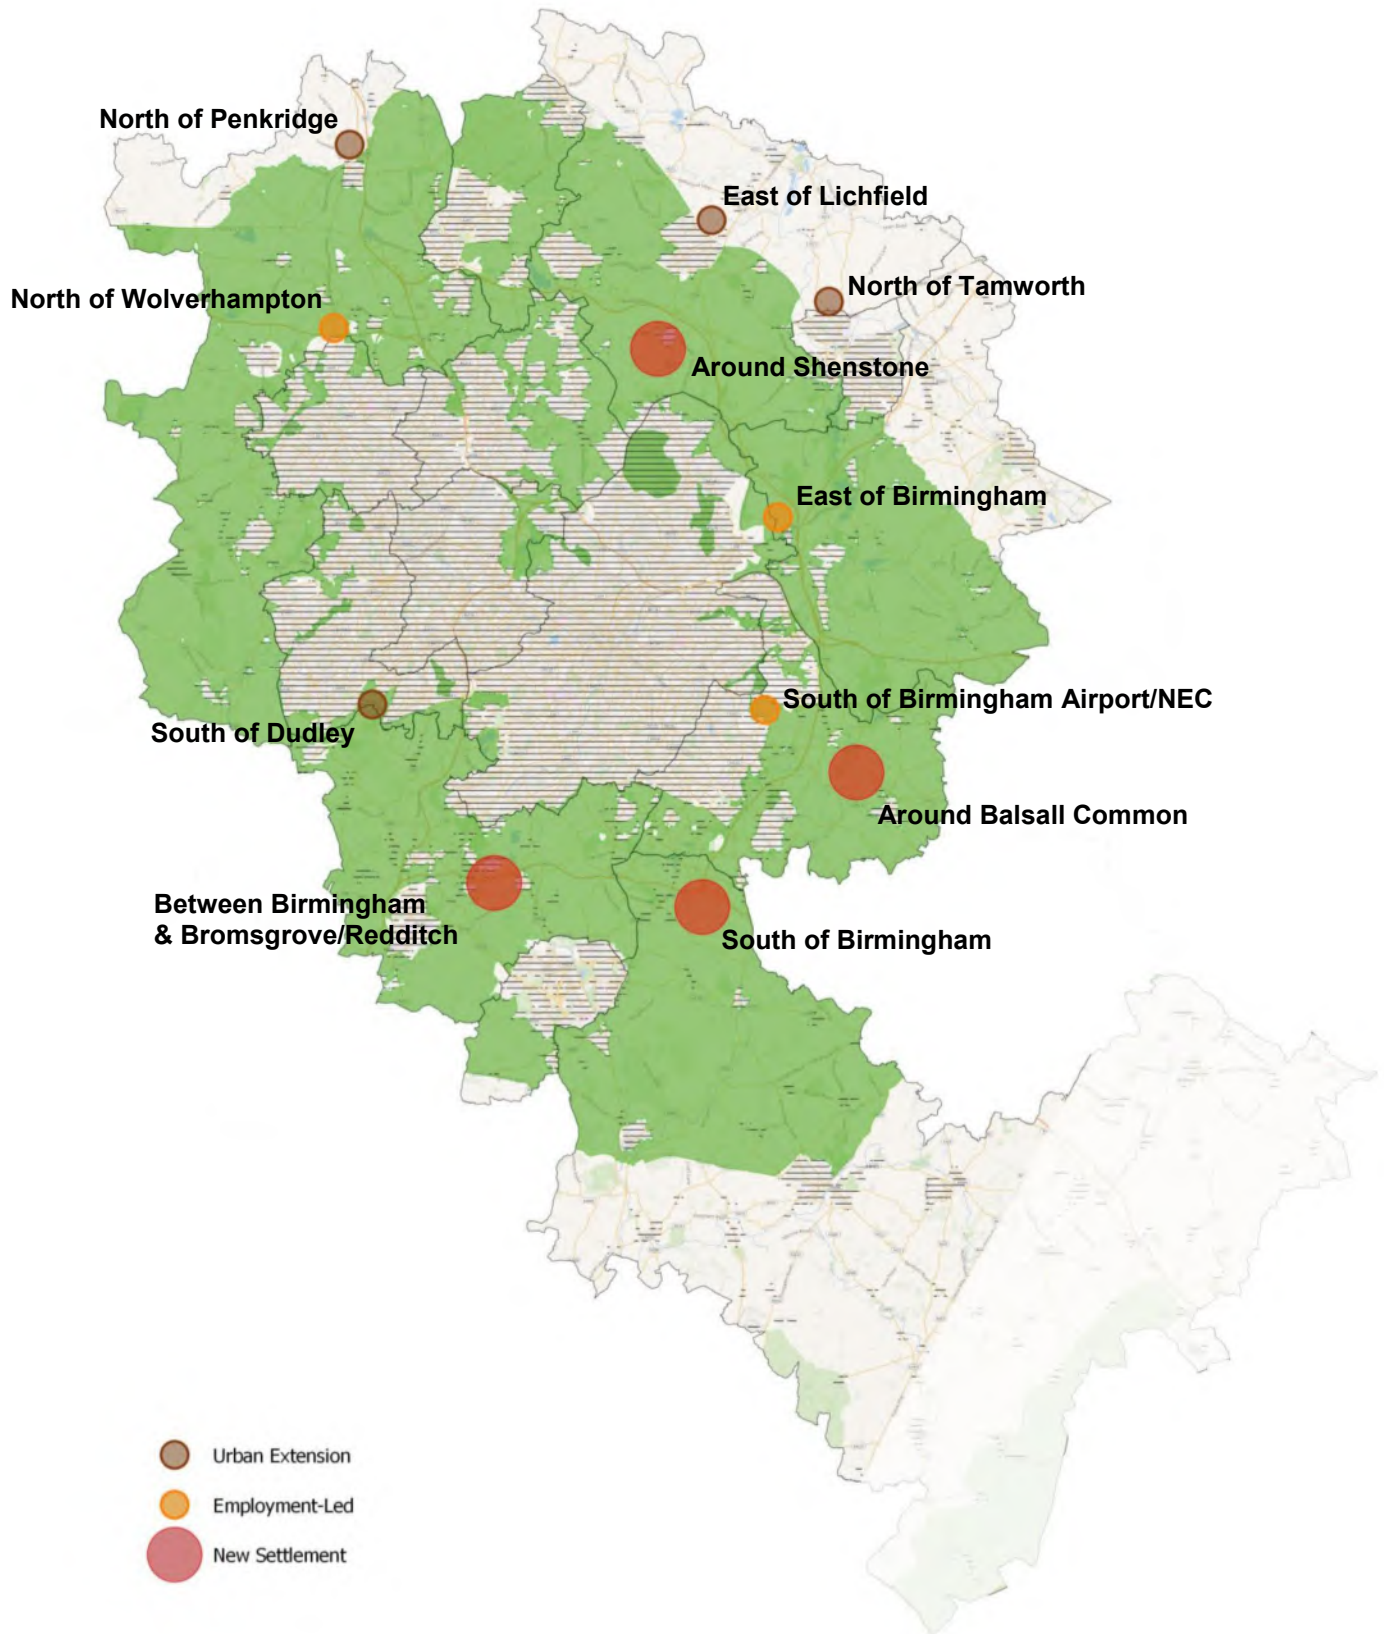 North of Penkridge
East of Lichfield
North of Tamworth
North of Wolverhampton
Around Shenstone
East of Birmingham
South of Birmingham Airport/NEC
South of Dudley
Around Balsall Common
Between Birmingham
& Bromsgrove/Redditch
South of Birmingham
Urban Extension
Employment-Led
New Settlement